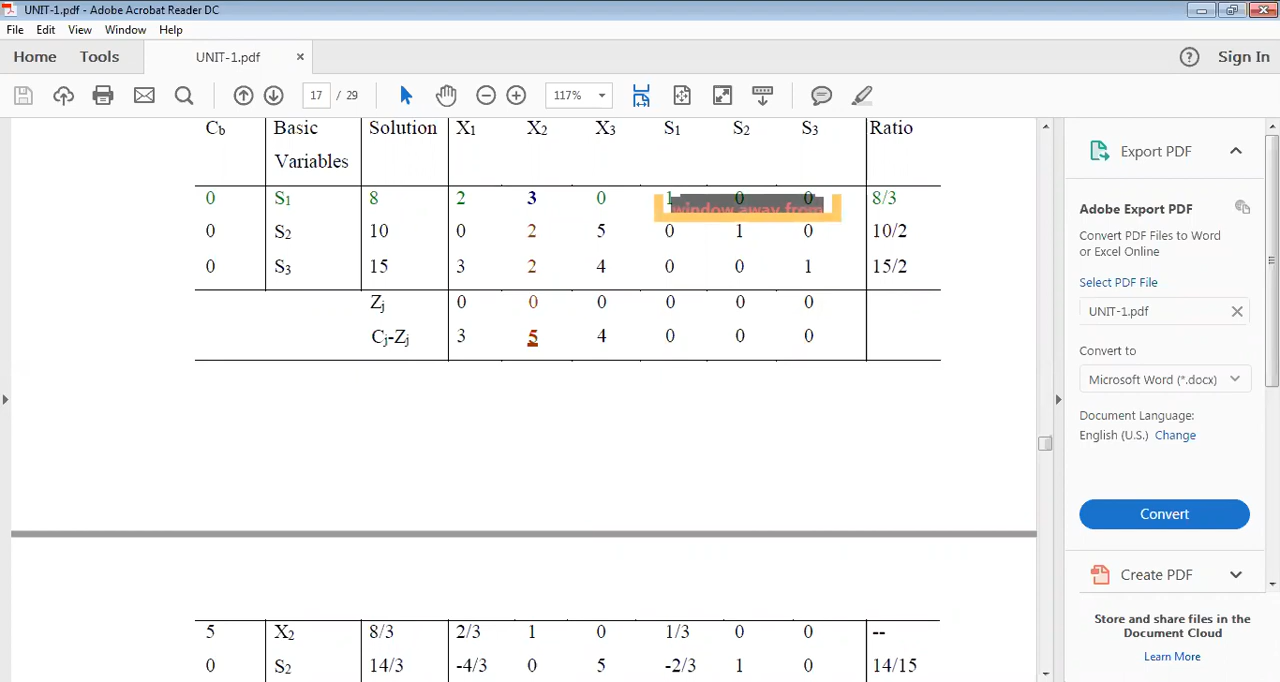 UNIT-1.pdf - Adobe Acrobat Reader DC
File Edit View Window Help
Home Tools UNIT-1.pdf × ? Sign In
17 / 29 117%
Cb Basic Variables Solution X1 X2 X3 S1 S2 S3 Ratio
0 S1 8 2 3 0 1 0 0 8/3
window away from
0 S2 10 0 2 5 0 1 0 10/2
0 S3 15 3 2 4 0 0 1 15/2
Zj 0 0 0 0 0 0
Cj-Zj 3 5 4 0 0 0
5 X2 8/3 2/3 1 0 1/3 0 0 --
0 S2 14/3 -4/3 0 5 -2/3 1 0 14/15
Export PDF
Adobe Export PDF
Convert PDF Files to Word
or Excel Online
Select PDF File
UNIT-1.pdf ×
Convert to
Microsoft Word (*.docx)
Document Language:
English (U.S.) Change
Convert
Create PDF
Store and share files in the
Document Cloud
Learn More